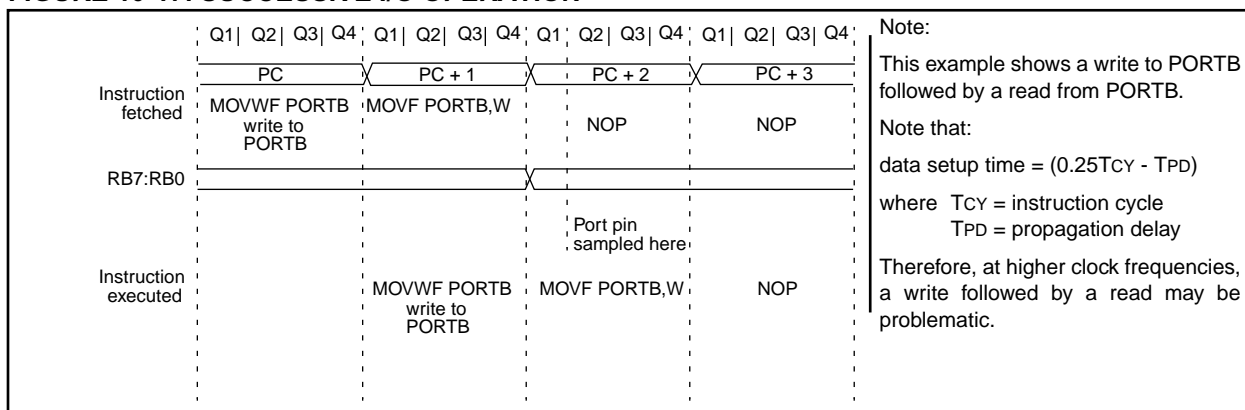 Q1| Q2| Q3| Q4 Q1| Q2| Q3| Q4 Q1 Q2| Q3| Q4 Q1| Q2| Q3| Q4
PC PC + 1 PC + 2 PC + 3
Instruction
fetched
MOVWF PORTB
write to
PORTB
MOVF PORTB,W
NOP
NOP
RB7:RB0
Port pin
sampled here
Instruction
executed
MOVWF PORTB
write to
PORTB
MOVF PORTB,W
NOP
Note:
This example shows a write to PORTB
followed by a read from PORTB.
Note that:
data setup time = (0.25TCY - TPD)
where TCY = instruction cycle
TPD = propagation delay
Therefore, at higher clock frequencies,
a write followed by a read may be
problematic.